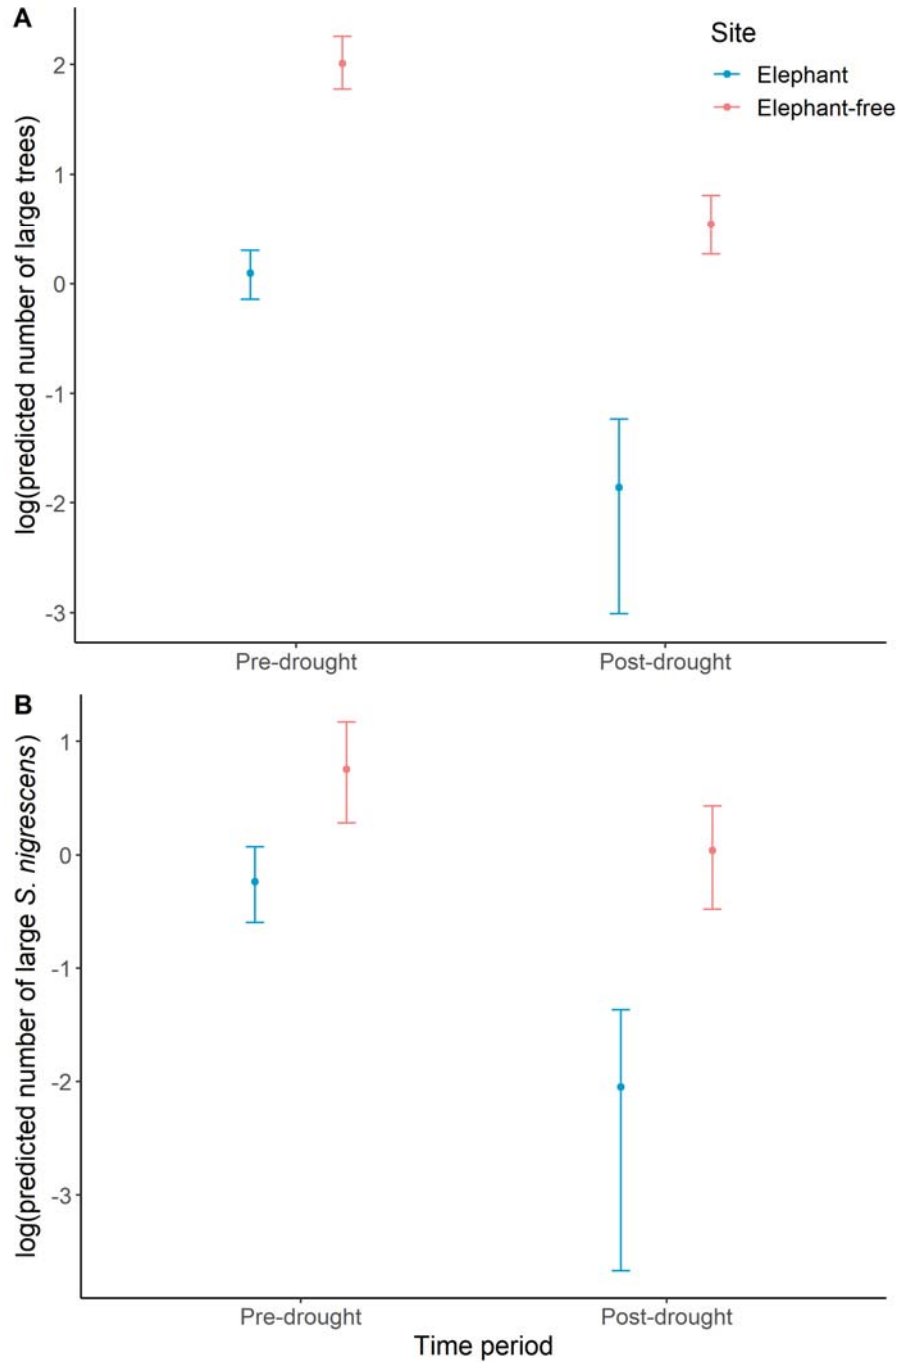 A
Site
Elephant
Elephant-free
log(predicted number of large trees)
2
1
0
-1
-2
-3
Pre-drought Post-drought
B
log(predicted number of large S. nigrescens)
1
0
-1
-2
-3
Pre-drought Post-drought
Time period